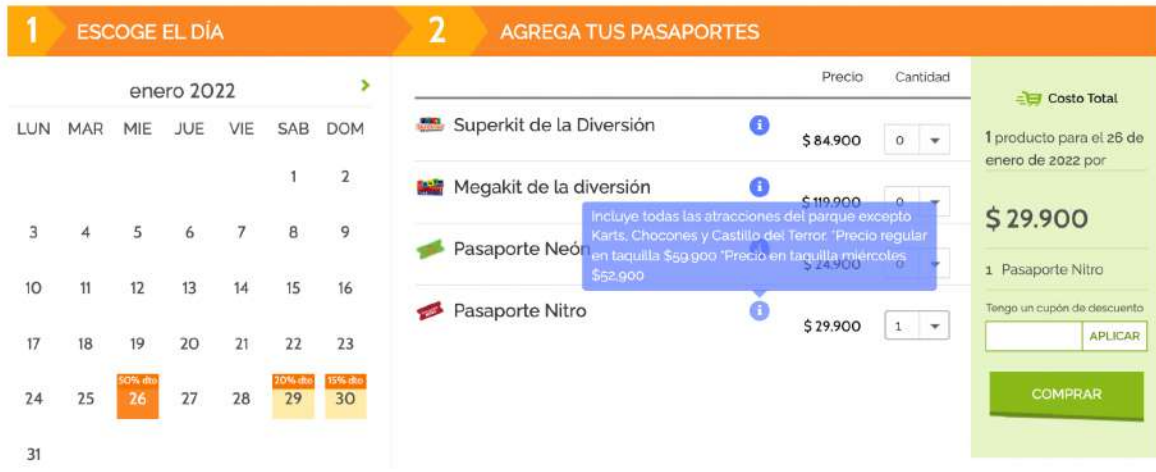 1 ESCOGE EL DÍA
2 AGREGA TUS PASAPORTES
enero 2022
LUN MAR MIE JUE VIE SAB DOM
1 2
3 4 5 6 7 8 9
10 11 12 13 14 15 16
17 18 19 20 21 22 23
50% dto 20% dto 15% dto
24 25 26 27 28 29 30
31
Precio Cantidad
Superkit de la Diversión $ 84.900 0
Megakit de la diversión $ 119.900 0
Incluye todas las atracciones del parque excepto
Karts, Chocones y Castillo del Terror. *Precio regular
en taquilla $59.900 *Precio en taquilla miércoles
$52.900
Pasaporte Neón $ 24.900 0
Pasaporte Nitro $ 29.900 1
Costo Total
1 producto para el 26 de
enero de 2022 por
$ 29.900
1 Pasaporte Nitro
Tengo un cupón de descuento
APLICAR
COMPRAR